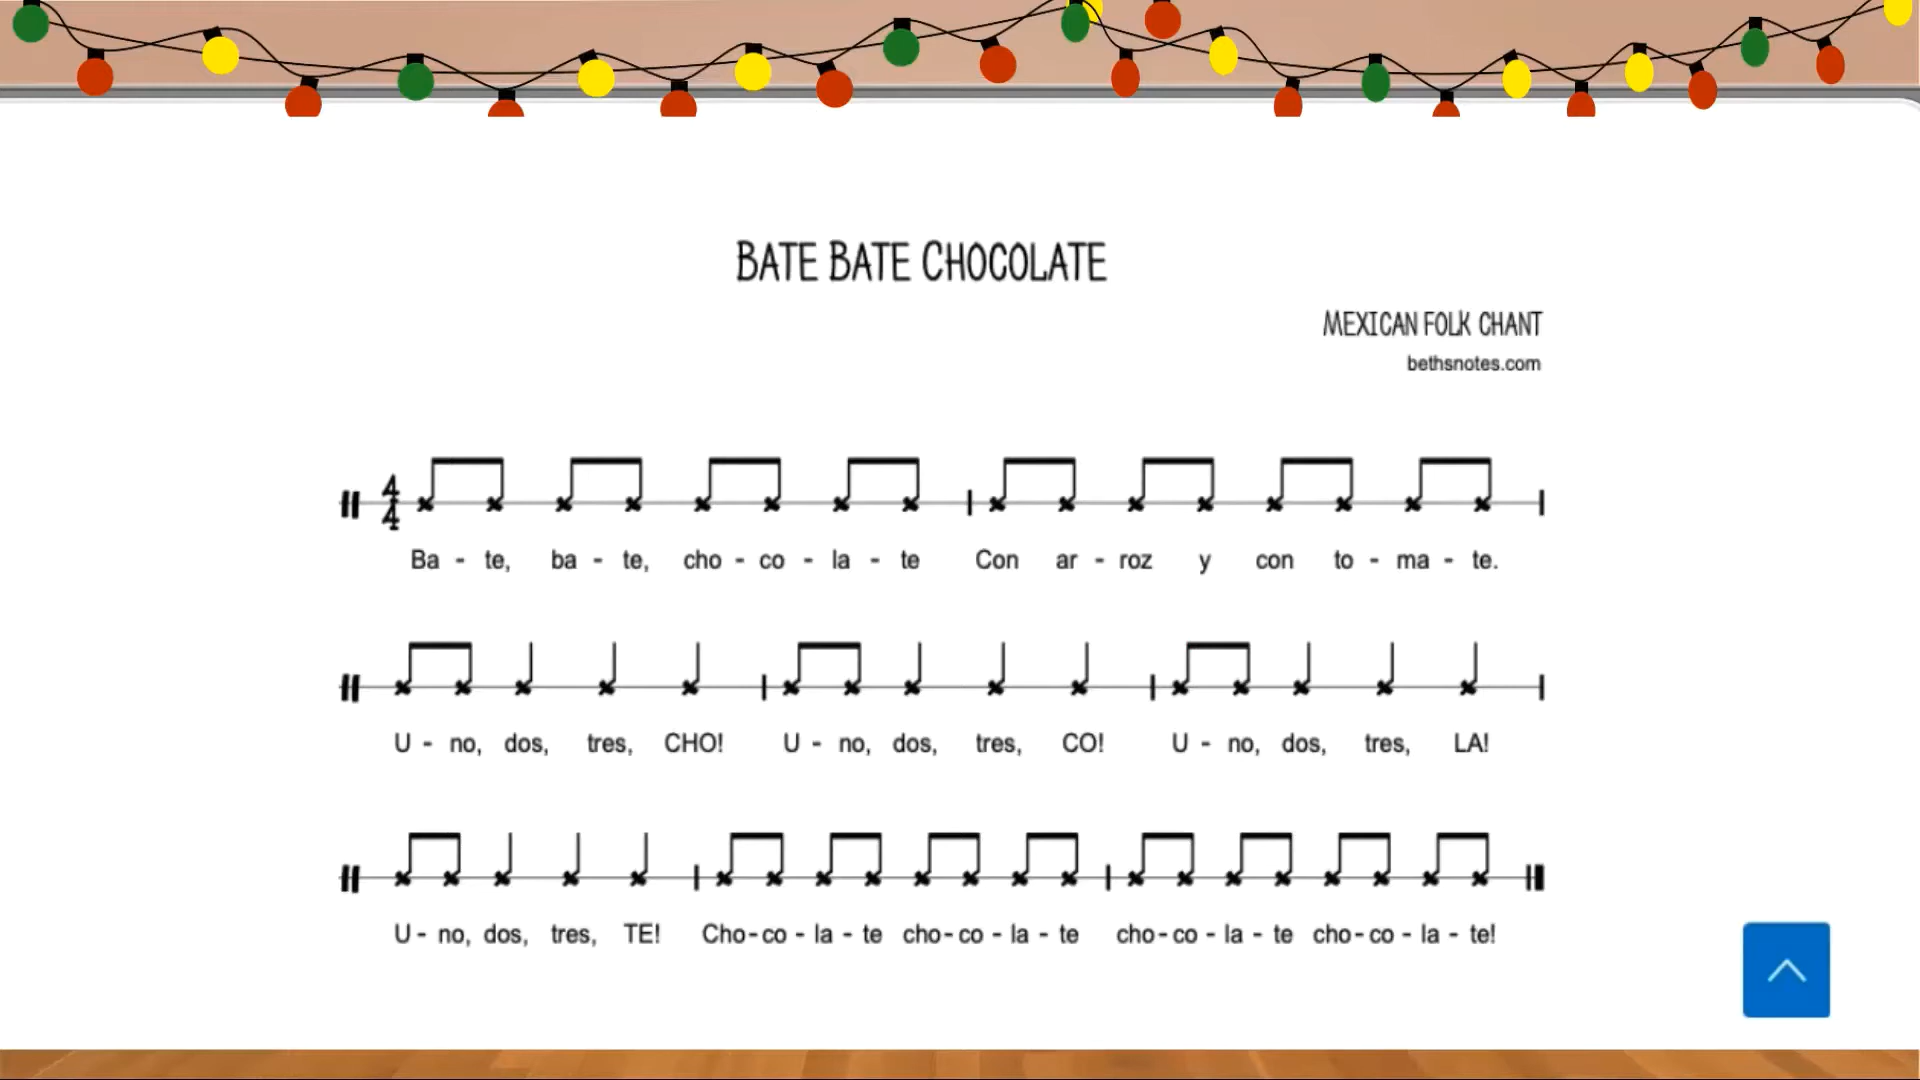 BATE BATE CHOCOLATE
MEXICAN FOLK CHANT
bethsnotes.com
4
4
Ba - te, ba - te, cho - co - la - te Con ar - roz y con to - ma - te.
U - no, dos, tres, CHO! U - no, dos, tres, CO! U - no, dos, tres, LA!
U - no, dos, tres, TE! Cho - co - la - te cho - co - la - te cho - co - la - te cho - co - la - te!